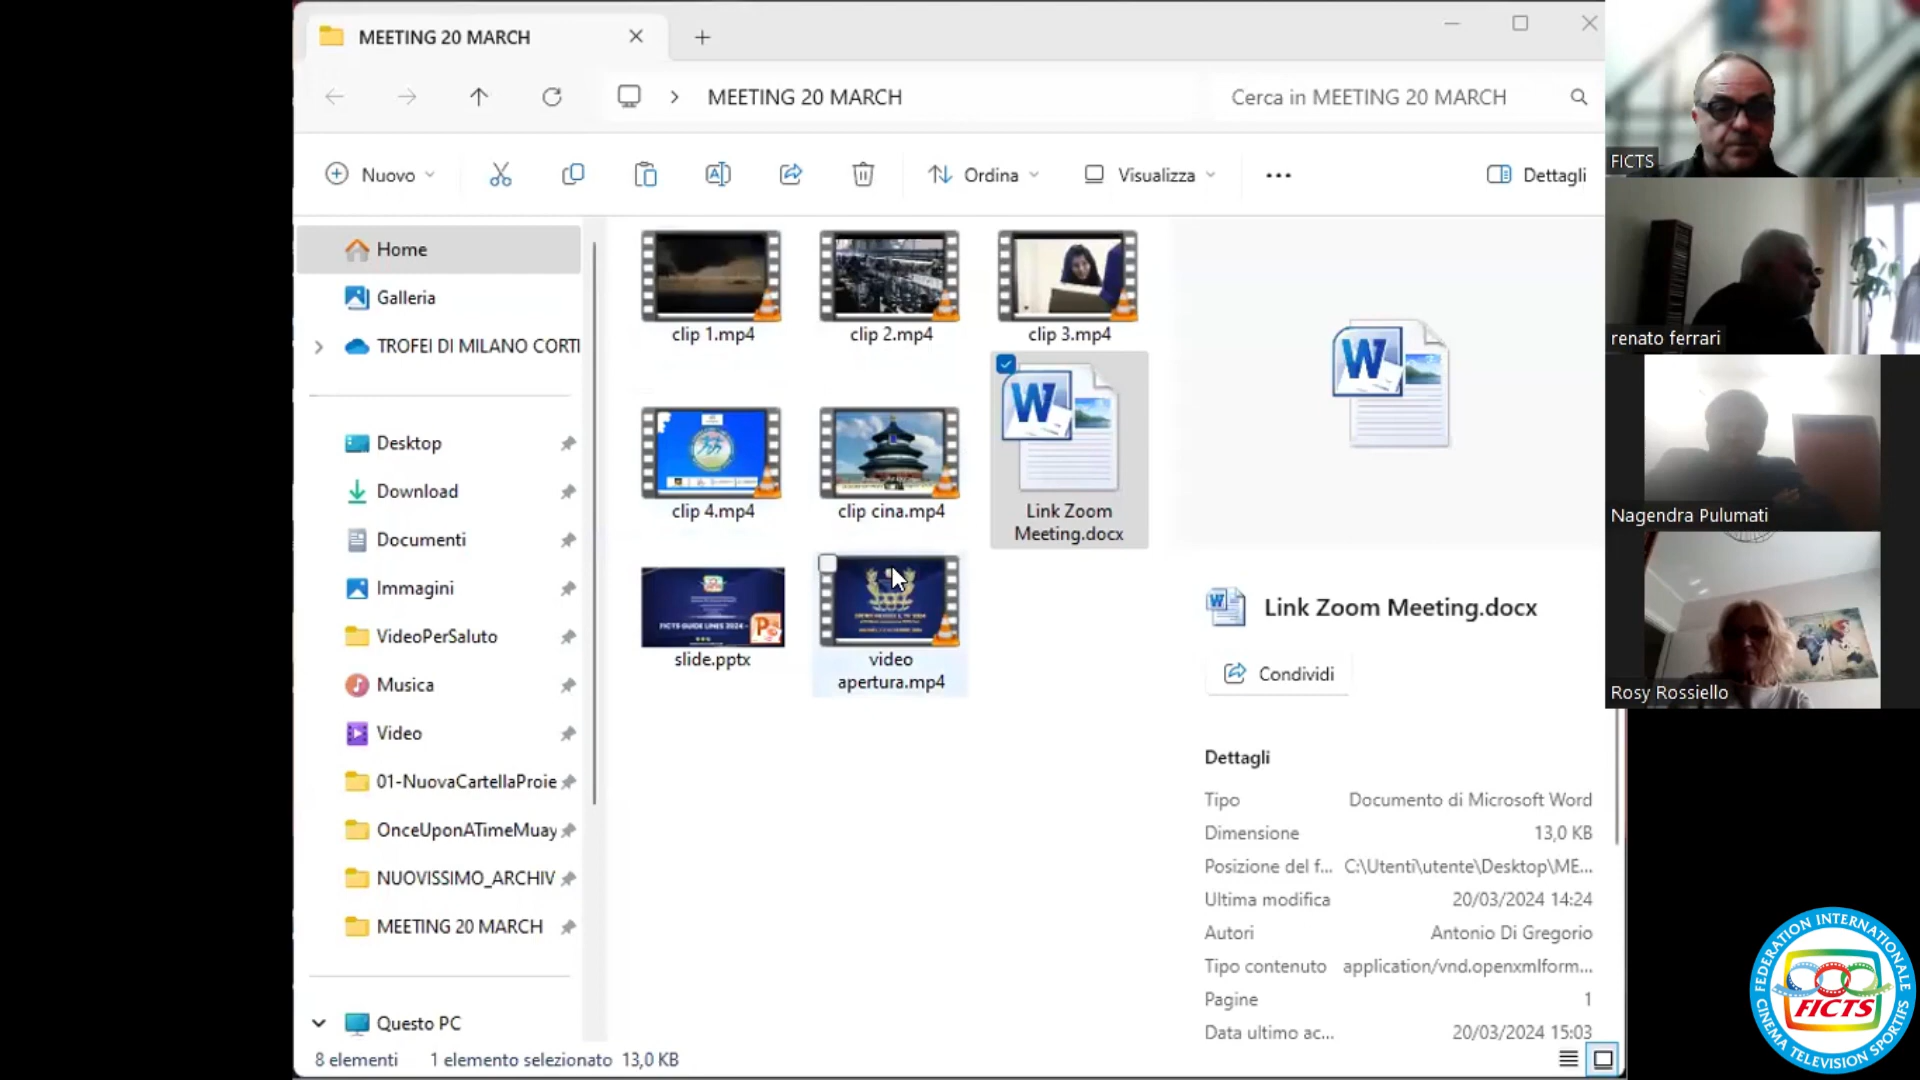 MEETING 20 MARCH
MEETING 20 MARCH
Cerca in MEETING 20 MARCH
Nuovo
Ordina
Visualizza
Dettagli
Home
Galleria
TROFEI DI MILANO CORTI
Desktop
Download
Documenti
Immagini
VideoPerSaluto
Musica
Video
01-NuovaCartellaProie
OnceUponATimeMuay
NUOVISSIMO_ARCHIV
MEETING 20 MARCH
Questo PC
clip 1.mp4
clip 2.mp4
clip 3.mp4
clip 4.mp4
clip cina.mp4
W
Link Zoom
Meeting.docx
FICTS GUIDE LINES 2024
P
slide.pptx
video
apertura.mp4
W
W
Link Zoom Meeting.docx
Condividi
Dettagli
Tipo
Documento di Microsoft Word
Dimensione
13,0 KB
Posizione del f...
C:\Utenti\utente\Desktop\ME...
Ultima modifica
20/03/2024 14:24
Autori
Antonio Di Gregorio
Tipo contenuto
application/vnd.openxmlform...
Pagine
1
Data ultimo ac...
20/03/2024 15:03
8 elementi
1 elemento selezionato 13,0 KB
FICTS
renato ferrari
Nagendra Pulumati
Rosy Rossiello
FEDERATION INTERNATIONALE
CINEMA TELEVISION SPORTIFS
FICTS